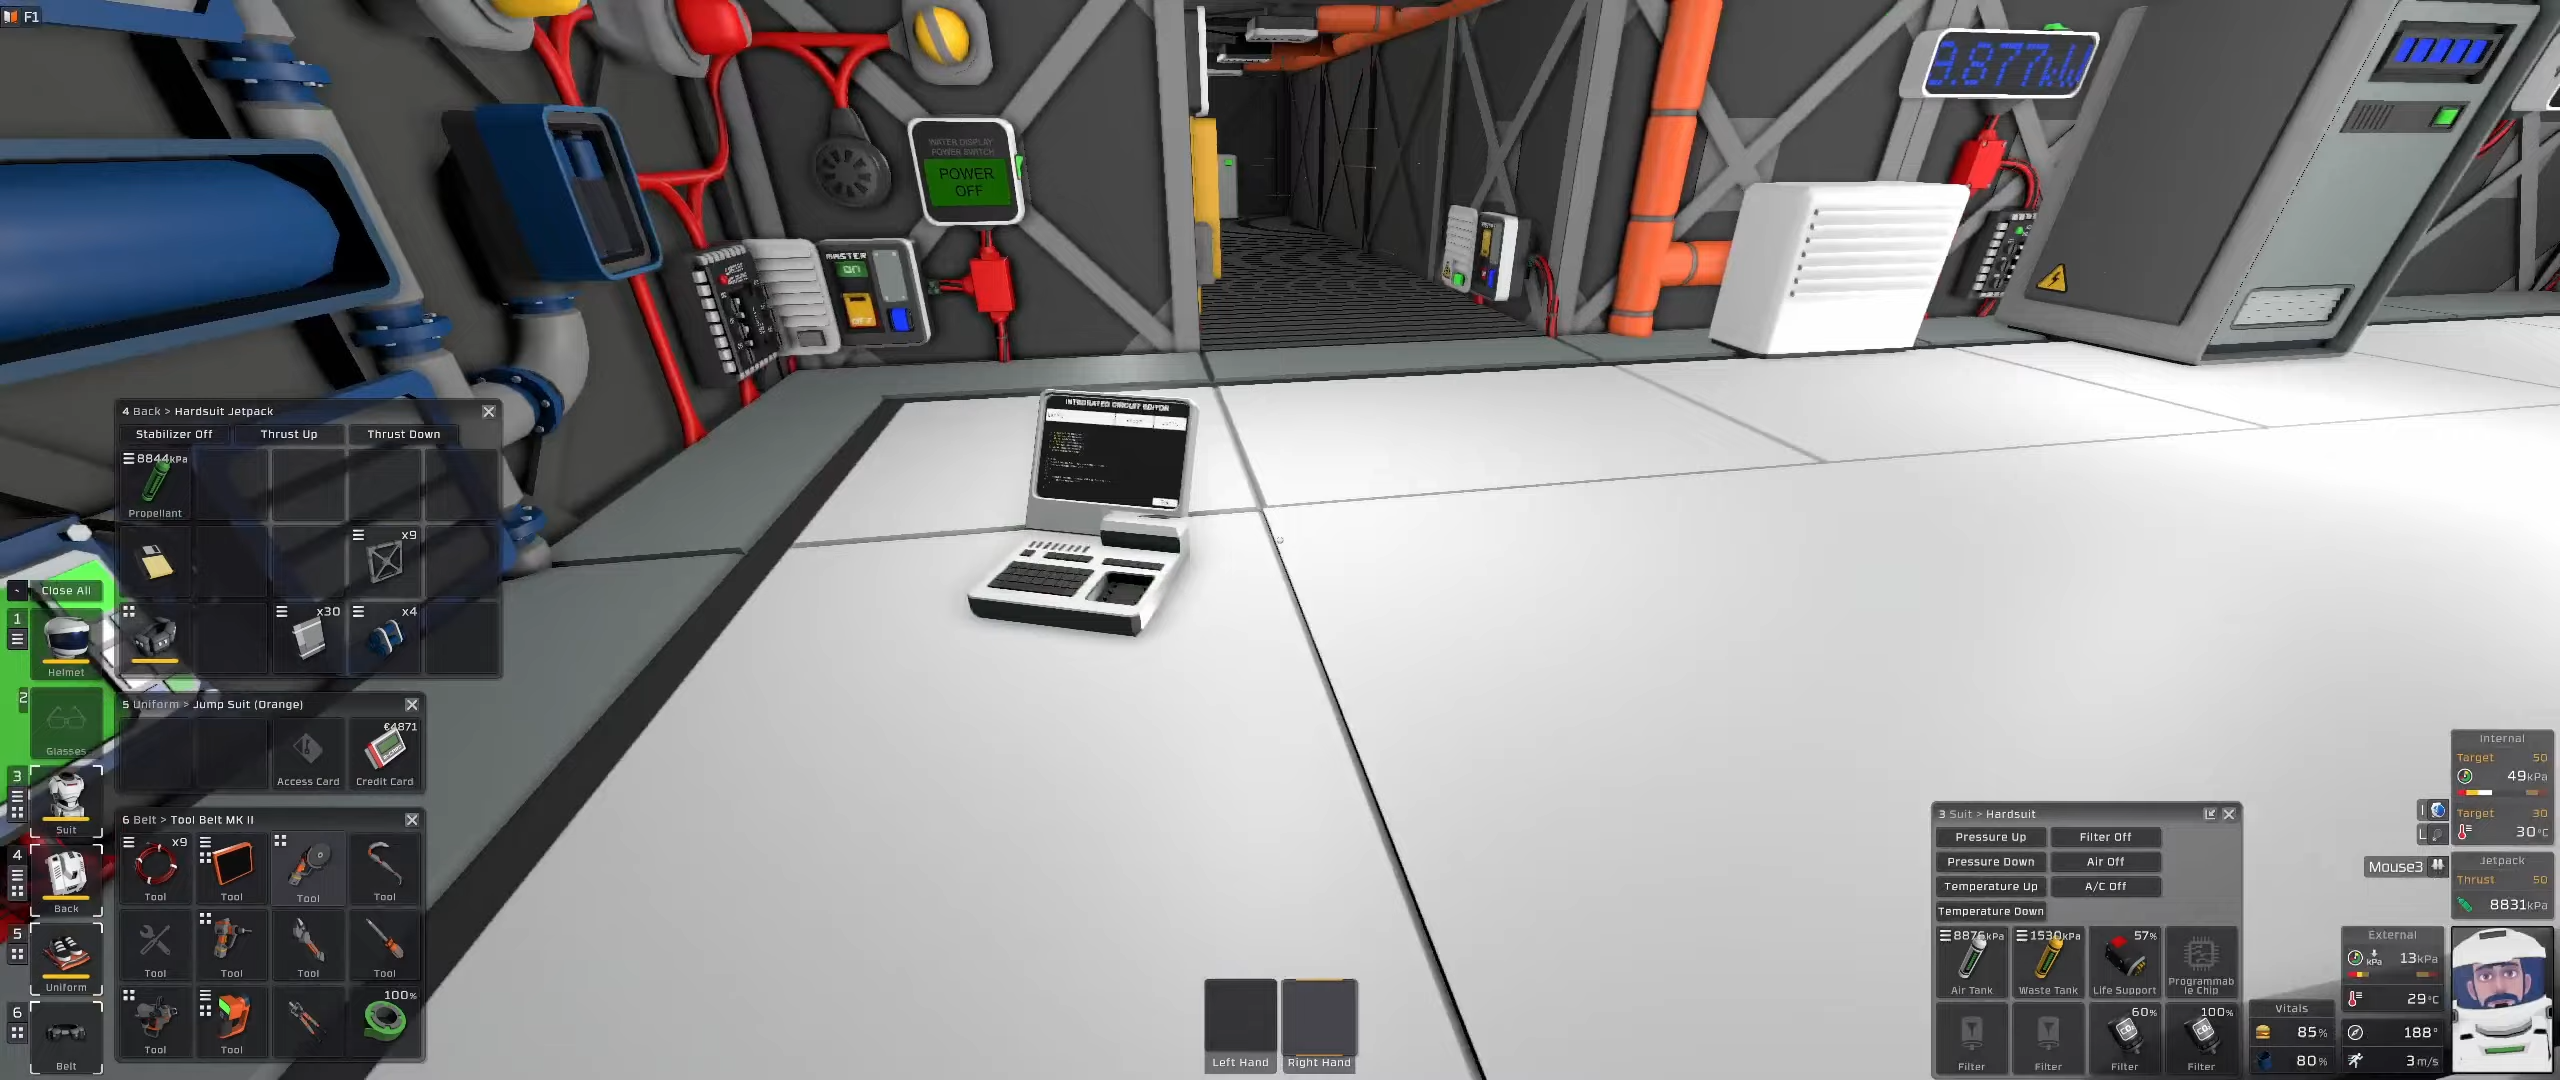 F1
3.877kW
WATER DISPLAY
POWER SWITCH
POWER
OFF
MASTER
ON
OFF
INTEGRATED CIRCUIT EDITOR
4 Back > Hardsuit Jetpack
Stabilizer Off
Thrust Up
Thrust Down
8844kPa
Propellant
x9
x30
x4
Close All
1
Helmet
2
Glasses
3
Suit
4
Back
5
Uniform
6
Belt
5 Uniform > Jump Suit (Orange)
€4871
Access Card
Credit Card
6 Belt > Tool Belt MK II
x9
Tool
Tool
Tool
Tool
Tool
Tool
Tool
Tool
100%
Tool
Tool
Tool
Tool
Left Hand
Right Hand
3 Suit > Hardsuit
Pressure Up
Filter Off
Pressure Down
Air Off
Temperature Up
A/C Off
Temperature Down
8876kPa
1530kPa
57%
Air Tank
Waste Tank
Life Support
Programmab
le Chip
60%
100%
Filter
Filter
Filter
Filter
Internal
Target 50
49kPa
Target 30
30°C
Mouse3
Jetpack
Thrust 50
8831kPa
External
kPa
13kPa
29°C
188°
3m/s
Vitals
85%
80%